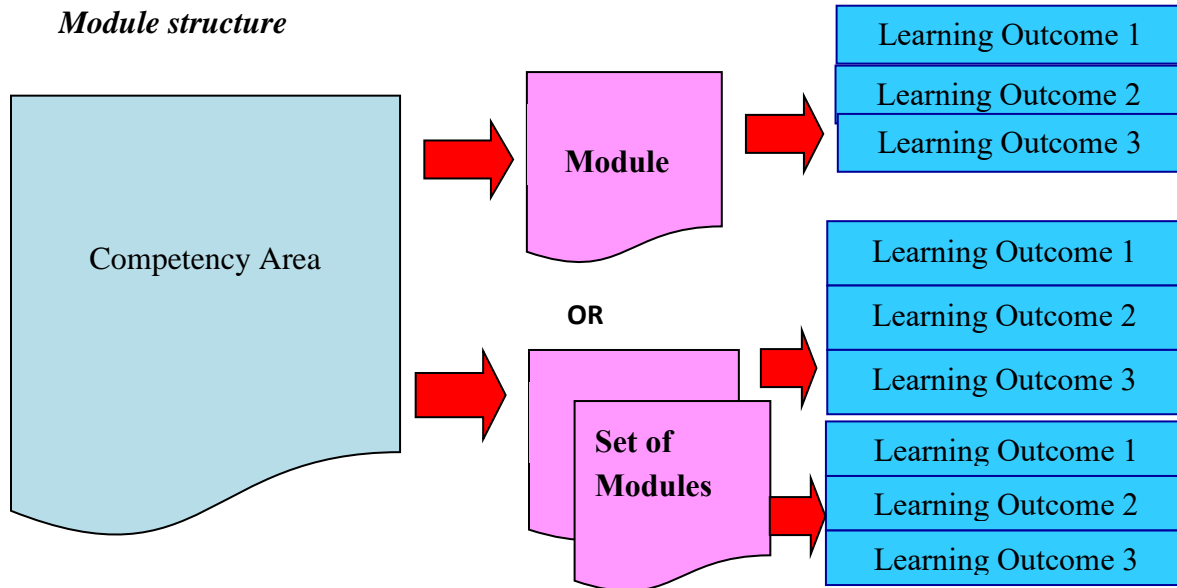 Module structure
Competency Area
Module
Learning Outcome 1
Learning Outcome 2
Learning Outcome 3
OR
Set of
Modules
Learning Outcome 1
Learning Outcome 2
Learning Outcome 3
Learning Outcome 1
Learning Outcome 2
Learning Outcome 3